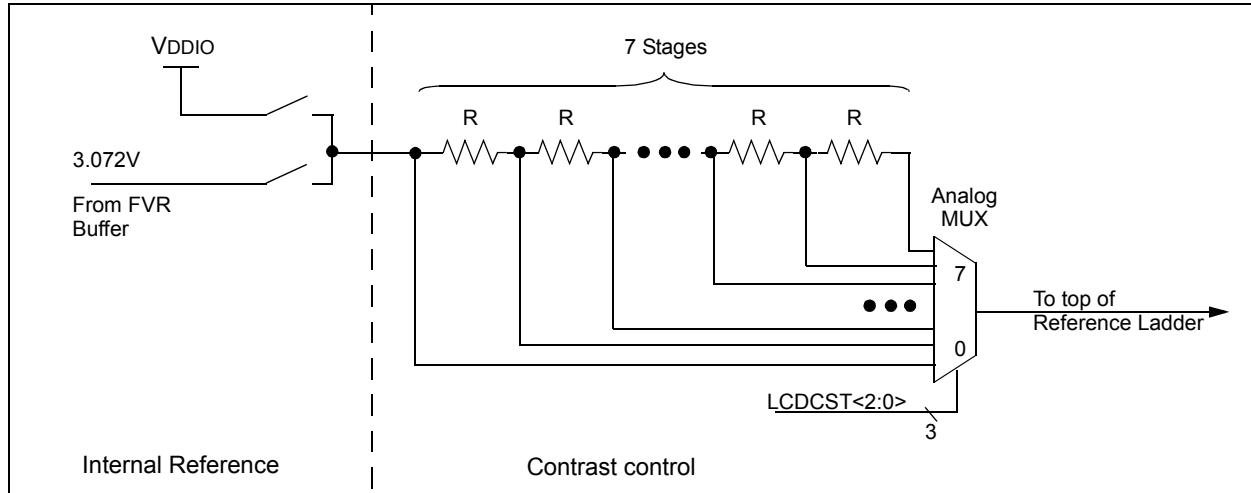 VDDIO
7 Stages
R
R
R
R
3.072V
From FVR
Buffer
Analog
MUX
7
To top of
Reference Ladder
0
LCDCST<2:0>
3
Internal Reference
Contrast control